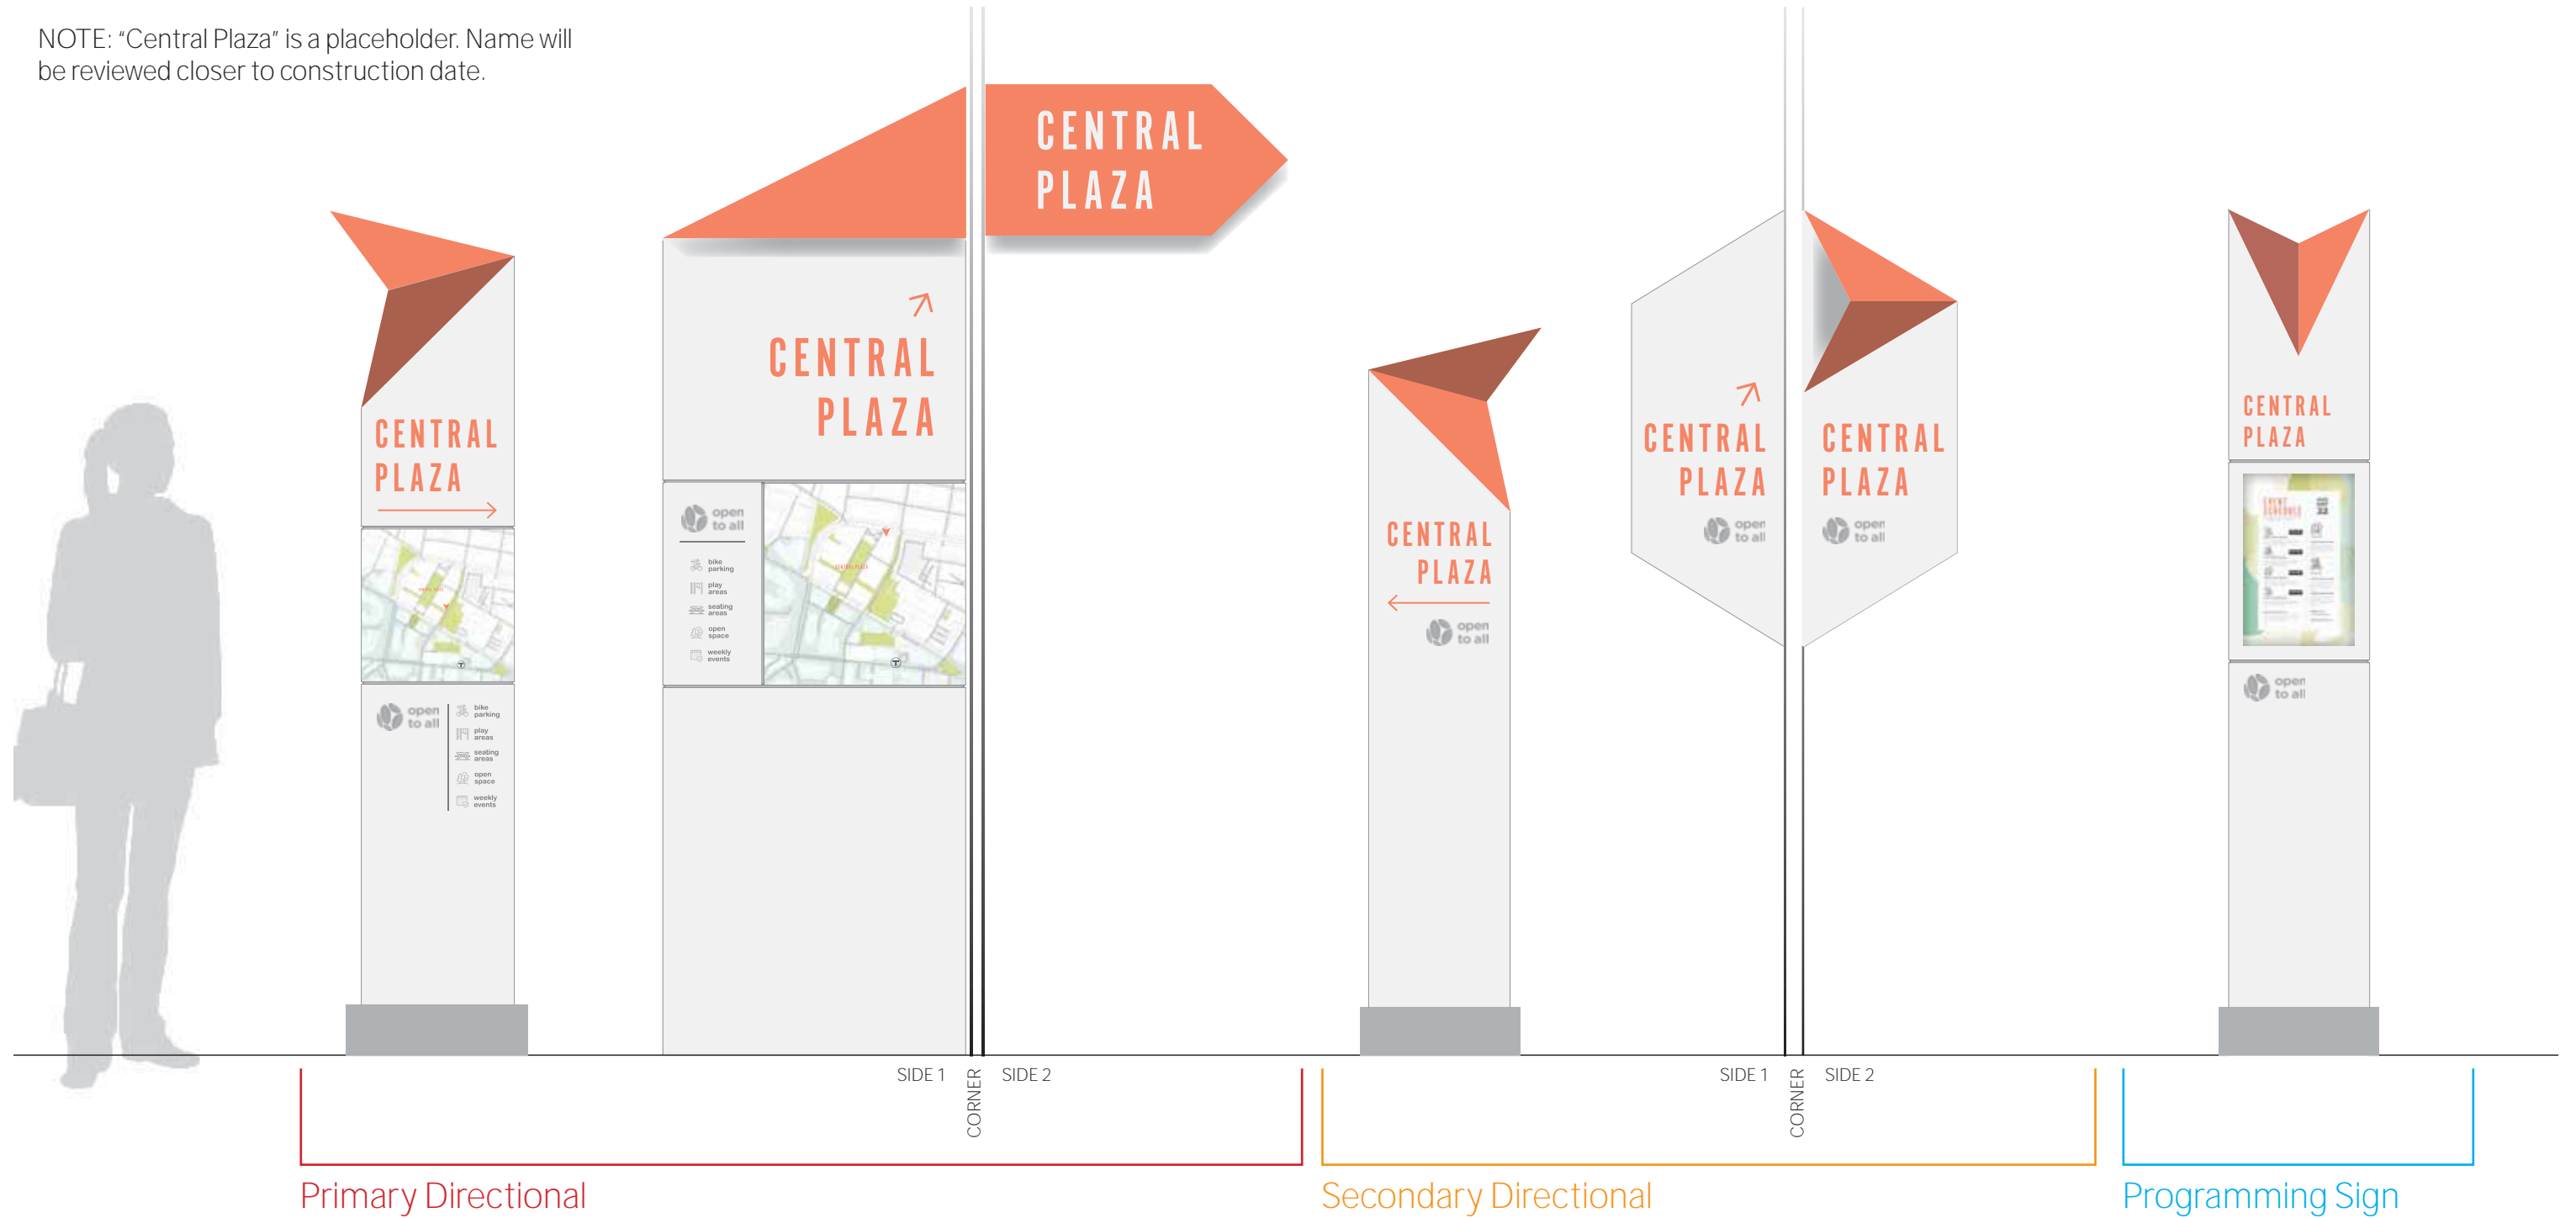 NOTE: “Central Plaza” is a placeholder. Name will
be reviewed closer to construction date.
CENTRAL
PLAZA
open
to all
bike
parking
play
areas
seating
areas
open
space
weekly
events
CENTRAL
PLAZA
open
to all
bike
parking
play
areas
seating
areas
open
space
weekly
events
CENTRAL PLAZA
T
CENTRAL
PLAZA
CENTRAL
PLAZA
open
to all
CENTRAL
PLAZA
open
to all
CENTRAL
PLAZA
open
to all
CENTRAL
PLAZA
EVENT
SCHEDULE
open
to all
SIDE 1
CORNER
SIDE 2
SIDE 1
CORNER
SIDE 2
Primary Directional
Secondary Directional
Programming Sign